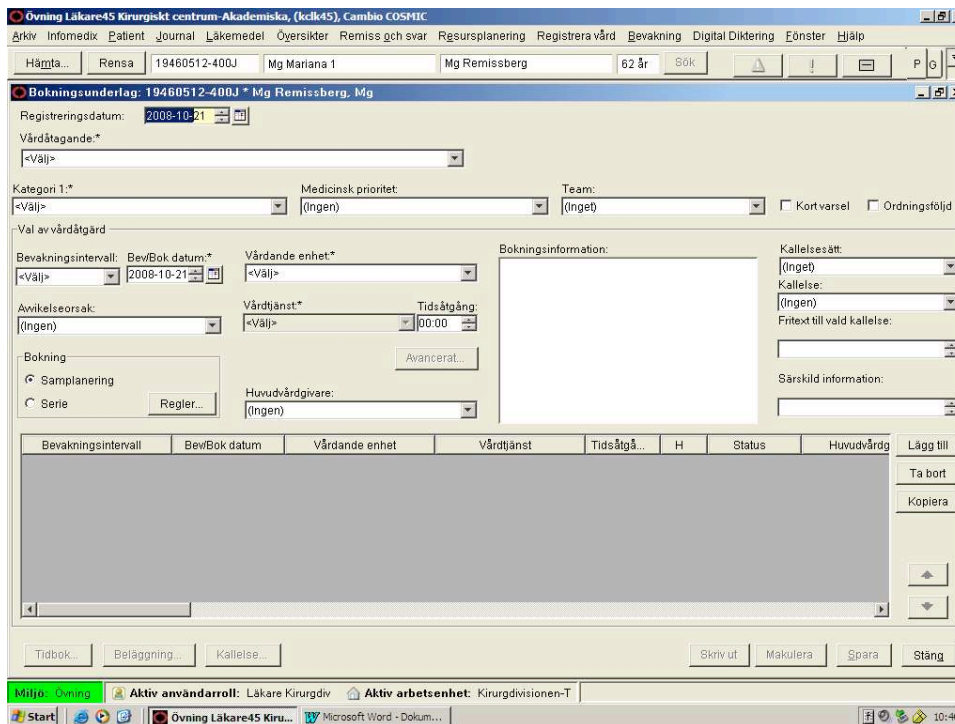 Övning Läkare45 Kirurgiskt centrum-Akademiska, (kclk45), Cambio COSMIC
Arkiv Infomedix Patient Journal Läkemedel Översikter Remiss och svar Resursplanering Registrera vård Bevakning Digital Diktering Fönster Hjälp
Hämta... Rensa 19460512-400J Mg Mariana 1 Mg Remissberg 62 år Sök P G
Bokningsunderlag: 19460512-400J * Mg Remissberg, Mg
Registreringsdatum: 2008-10-21
Vårdåtagande:*
<Välj>
Kategori 1:* Medicinsk prioritet: Team:
<Välj> (Ingen) (Inget) Kort varsel Ordningsföljd
Val av vårdåtgärd
Bevakningsintervall: Bev/Bok datum:* Vårdande enhet:* Bokningsinformation: Kallelsesätt:
<Välj> 2008-10-21 <Välj> (Inget)
Kallelse:
Avvikelseorsak: Vårdtjänst:* Tidsåtgång: (Ingen)
(Ingen) <Välj> 00:00 Fritext till vald kallelse:
Bokning Avancerat...
Samplanering Särskild information:
Serie Regler... Huvudvårdgivare:
(Ingen)
Bevakningsintervall Bev/Bok datum Vårdande enhet Vårdtjänst Tidsåtgå... H Status Huvudvårdg Lägg till
Ta bort
Kopiera
Tidbok... Beläggning... Kallelse... Skriv ut Makulera Spara Stäng
Miljö: Övning Aktiv användarroll: Läkare Kirurgdiv Aktiv arbetsenhet: Kirurgdivisionen-T
Start Övning Läkare45 Kiru... Microsoft Word - Dokum...